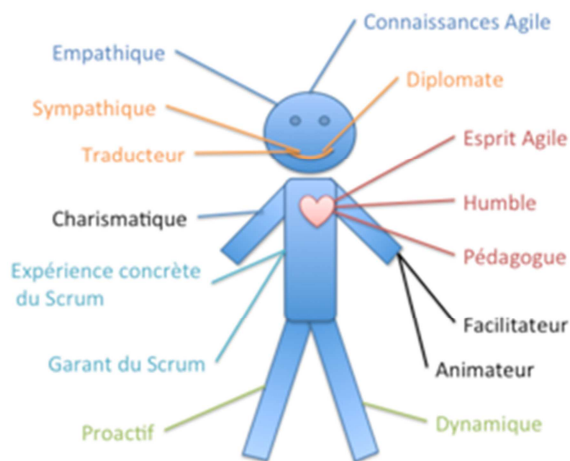 Connaissances Agile
Empathique
Diplomate
Sympathique
Esprit Agile
Traducteur
Humble
Charismatique
Pédagogue
Expérience concrète
du Scrum
Facilitateur
Garant du Scrum
Animateur
Dynamique
Proactif